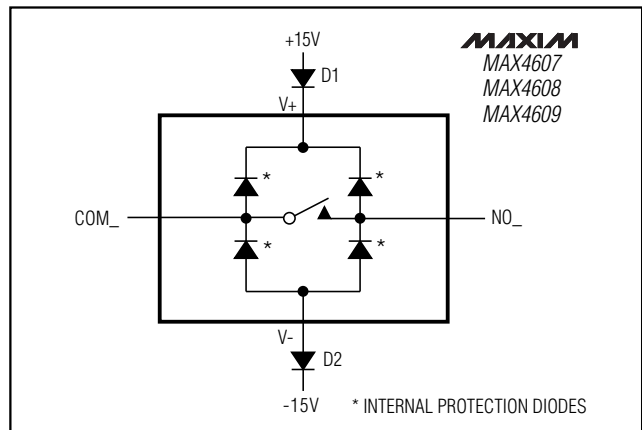 +15V
MAXIM
MAX4607
MAX4608
MAX4609
D1
V+
*
*
COM_
NO_
*
*
V-
D2
-15V
* INTERNAL PROTECTION DIODES